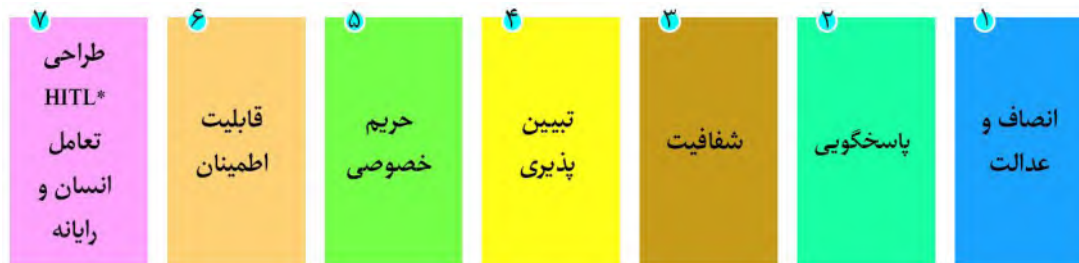 ۱
انصاف و
عدالت
۲
پاسخگویی
۳
شفافیت
۴
تبیین
پذیری
۵
حریم
خصوصی
۶
قابلیت
اطمینان
۷
طراحی
HITL*
تعامل
انسان و
رایانه